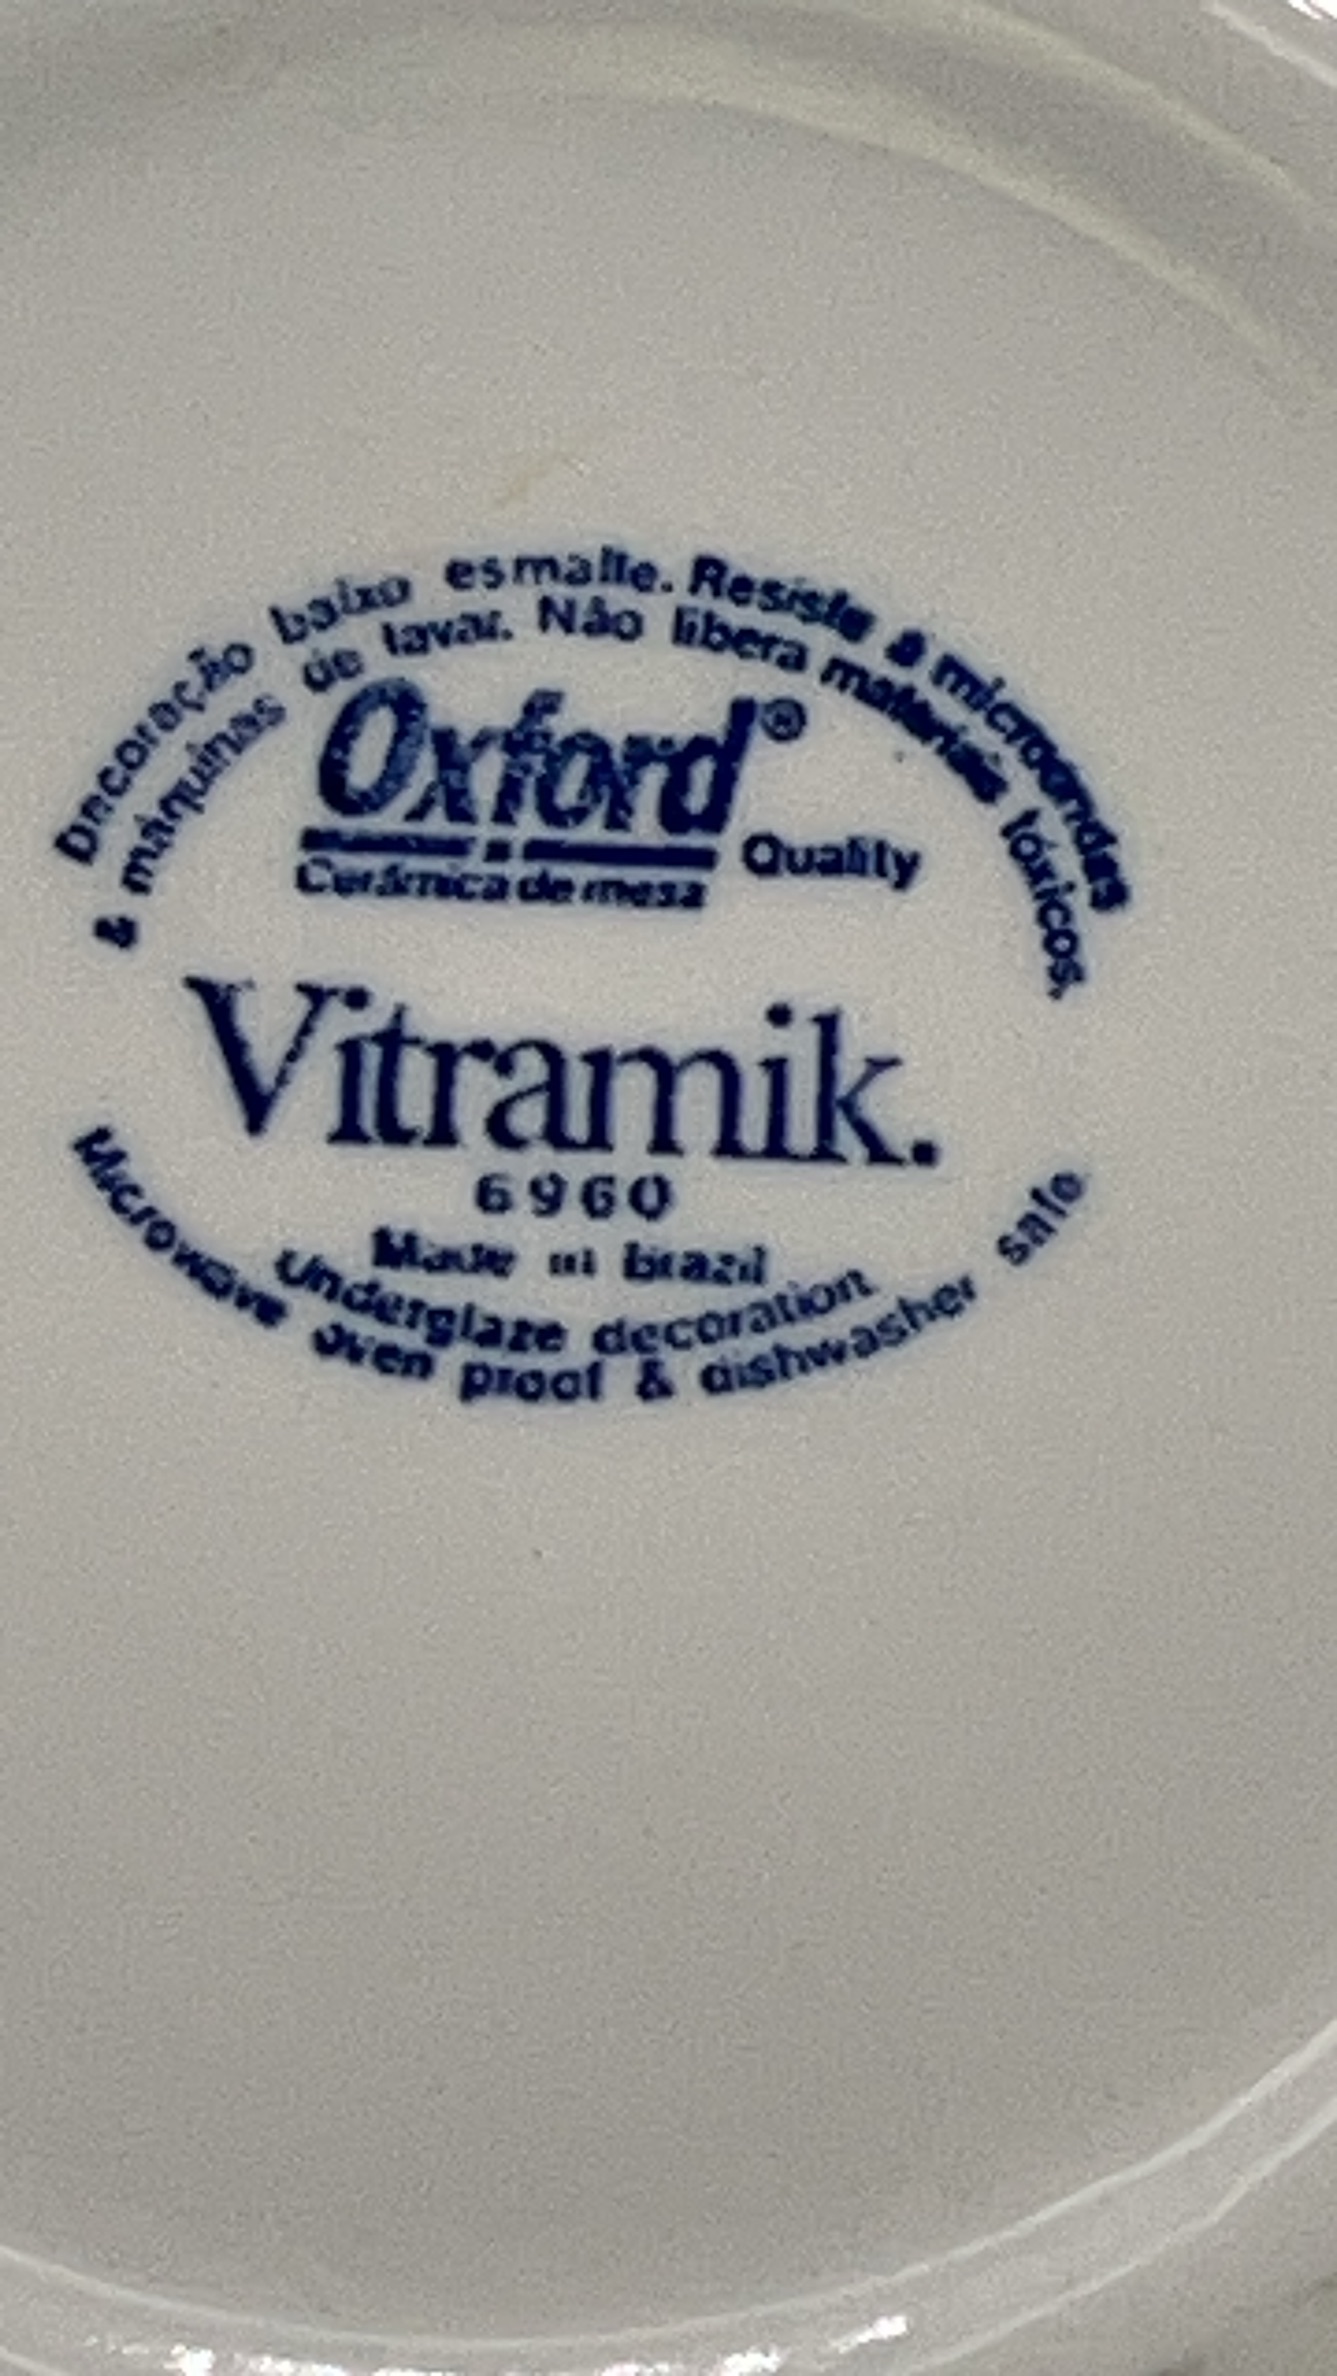 Decoração baixo esmalte. Resiste à microondas
& máquinas de lavar. Não libera materiais tóxicos.
Oxford®
Cerâmica de mesa Quality
Vitramik.
6960
Made in brazil
Underglaze decoration
Microwave oven proof & dishwasher safe